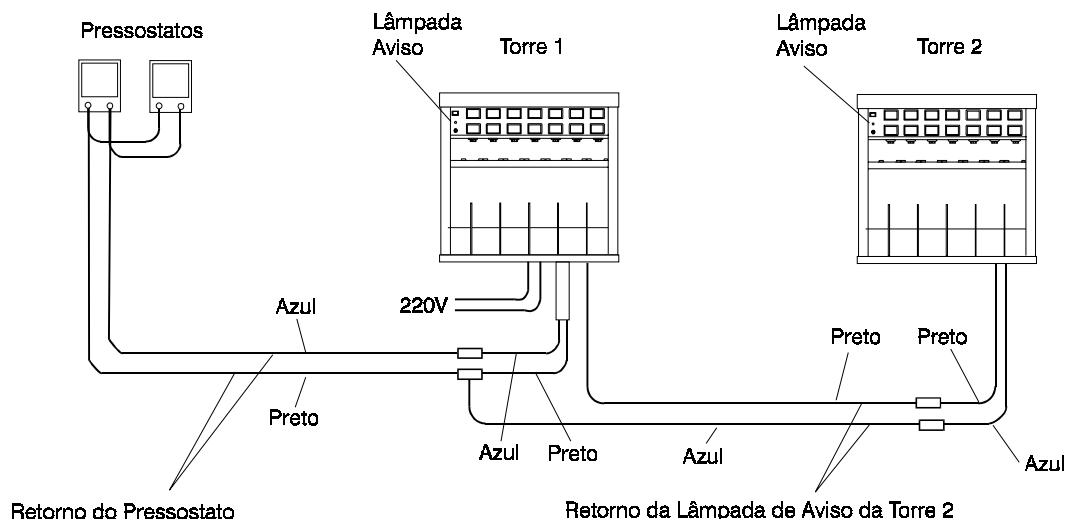 Pressostatos
Lâmpada
Aviso
Torre 1
Lâmpada
Aviso
Torre 2
220V
Azul
Preto
Preto
Preto
Azul
Preto
Azul
Azul
Retorno do Pressostato
Retorno da Lâmpada de Aviso da Torre 2